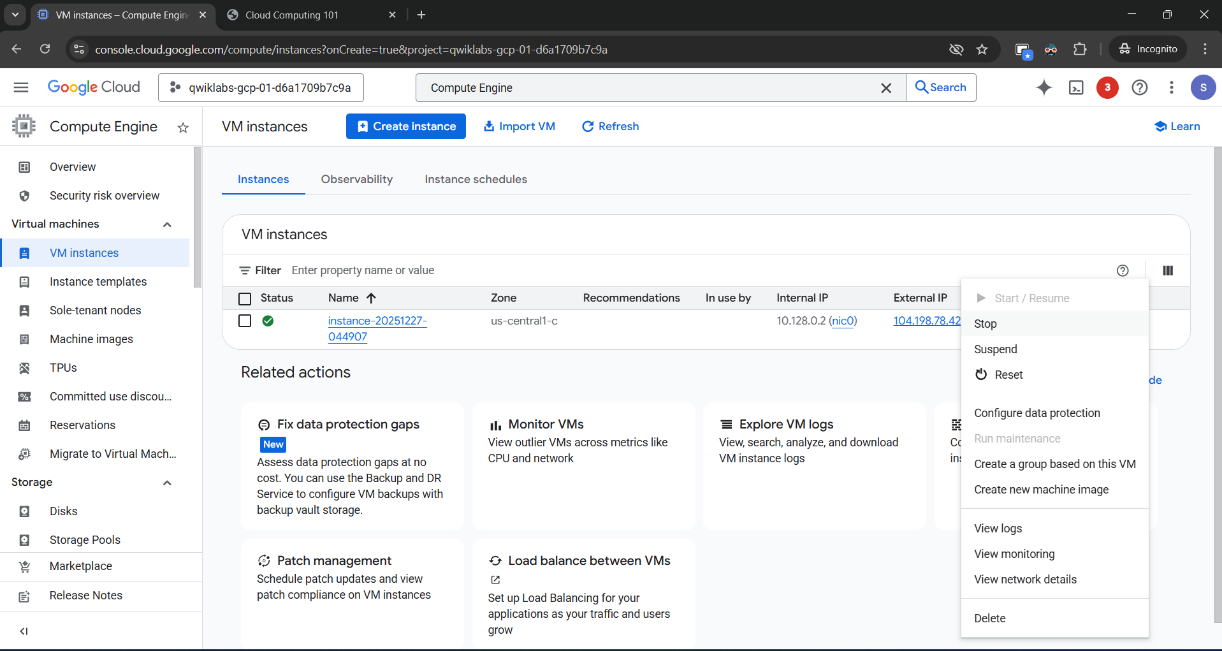 VM instances – Compute Engin
Cloud Computing 101
console.cloud.google.com/compute/instances?onCreate=true&project=qwiklabs-gcp-01-d6a1709b7c9a
Incognito
Google Cloud
qwiklabs-gcp-01-d6a1709b7c9a
Compute Engine
Search
3
S
Compute Engine
VM instances
Create instance
Import VM
Refresh
Learn
Overview
Security risk overview
Virtual machines
VM instances
Instance templates
Sole-tenant nodes
Machine images
TPUs
Committed use discou...
Reservations
Migrate to Virtual Mach...
Storage
Disks
Storage Pools
Marketplace
Release Notes
Instances
Observability
Instance schedules
VM instances
Filter Enter property name or value
Status Name Zone Recommendations In use by Internal IP External IP
instance-20251227-
044907
us-central1-c
10.128.0.2 (nic0)
104.198.78.42
Related actions
de
Fix data protection gaps
New
Assess data protection gaps at no
cost. You can use the Backup and DR
Service to configure VM backups with
backup vault storage.
Monitor VMs
View outlier VMs across metrics like
CPU and network
Explore VM logs
View, search, analyze, and download
VM instance logs
Co
ins
Patch management
Schedule patch updates and view
patch compliance on VM instances
Load balance between VMs
Set up Load Balancing for your
applications as your traffic and users
grow
Start / Resume
Stop
Suspend
Reset
Configure data protection
Run maintenance
Create a group based on this VM
Create new machine image
View logs
View monitoring
View network details
Delete